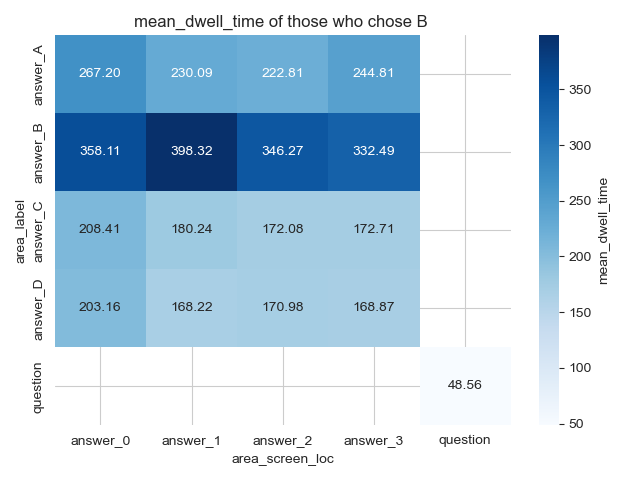 mean_dwell_time of those who chose B
area_label
answer_A
267.20 230.09 222.81 244.81
answer_B
358.11 398.32 346.27 332.49
answer_C
208.41 180.24 172.08 172.71
answer_D
203.16 168.22 170.98 168.87
question
48.56
answer_0 answer_1 answer_2 answer_3 question
area_screen_loc
350
300
250
200
150
100
50
mean_dwell_time